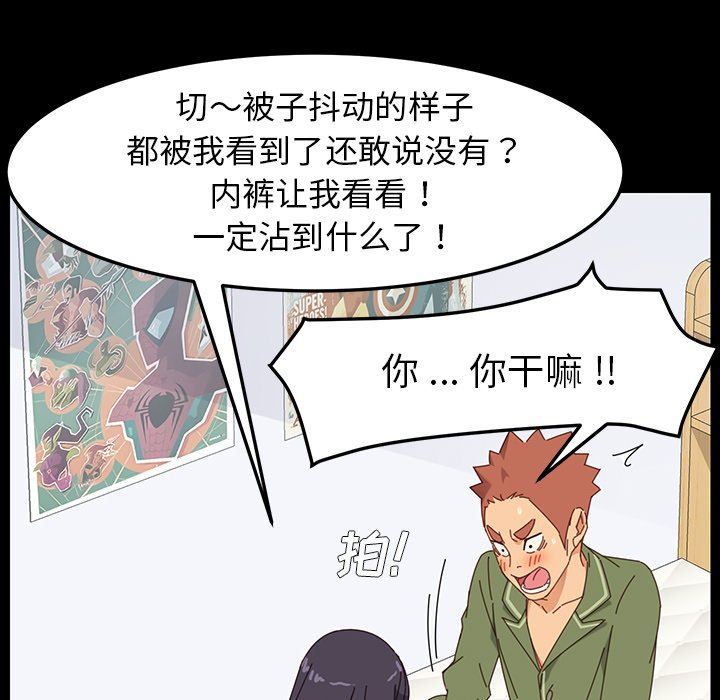 切～被子抖动的样子
都被我看到了还敢说没有？
内裤让我看看！
一定沾到什么了！
SUPER-
HEROES!
你…你干嘛!!
拍!